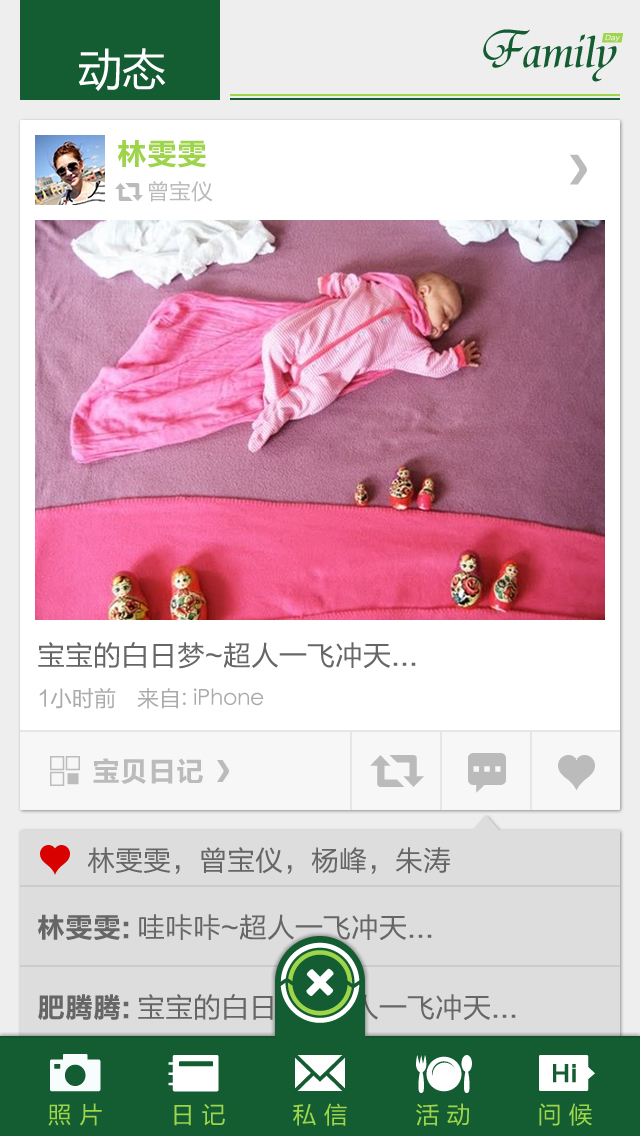 动态
Family
Day
林雯雯
曾宝仪
宝宝的白日梦~超人一飞冲天...
1小时前 来自: iPhone
宝贝日记
林雯雯，曾宝仪，杨峰，朱涛
林雯雯: 哇咔咔~超人一飞冲天...
肥腾腾: 宝宝的白日 人一飞冲天...
照片 日记 私信 活动 Hi 问候